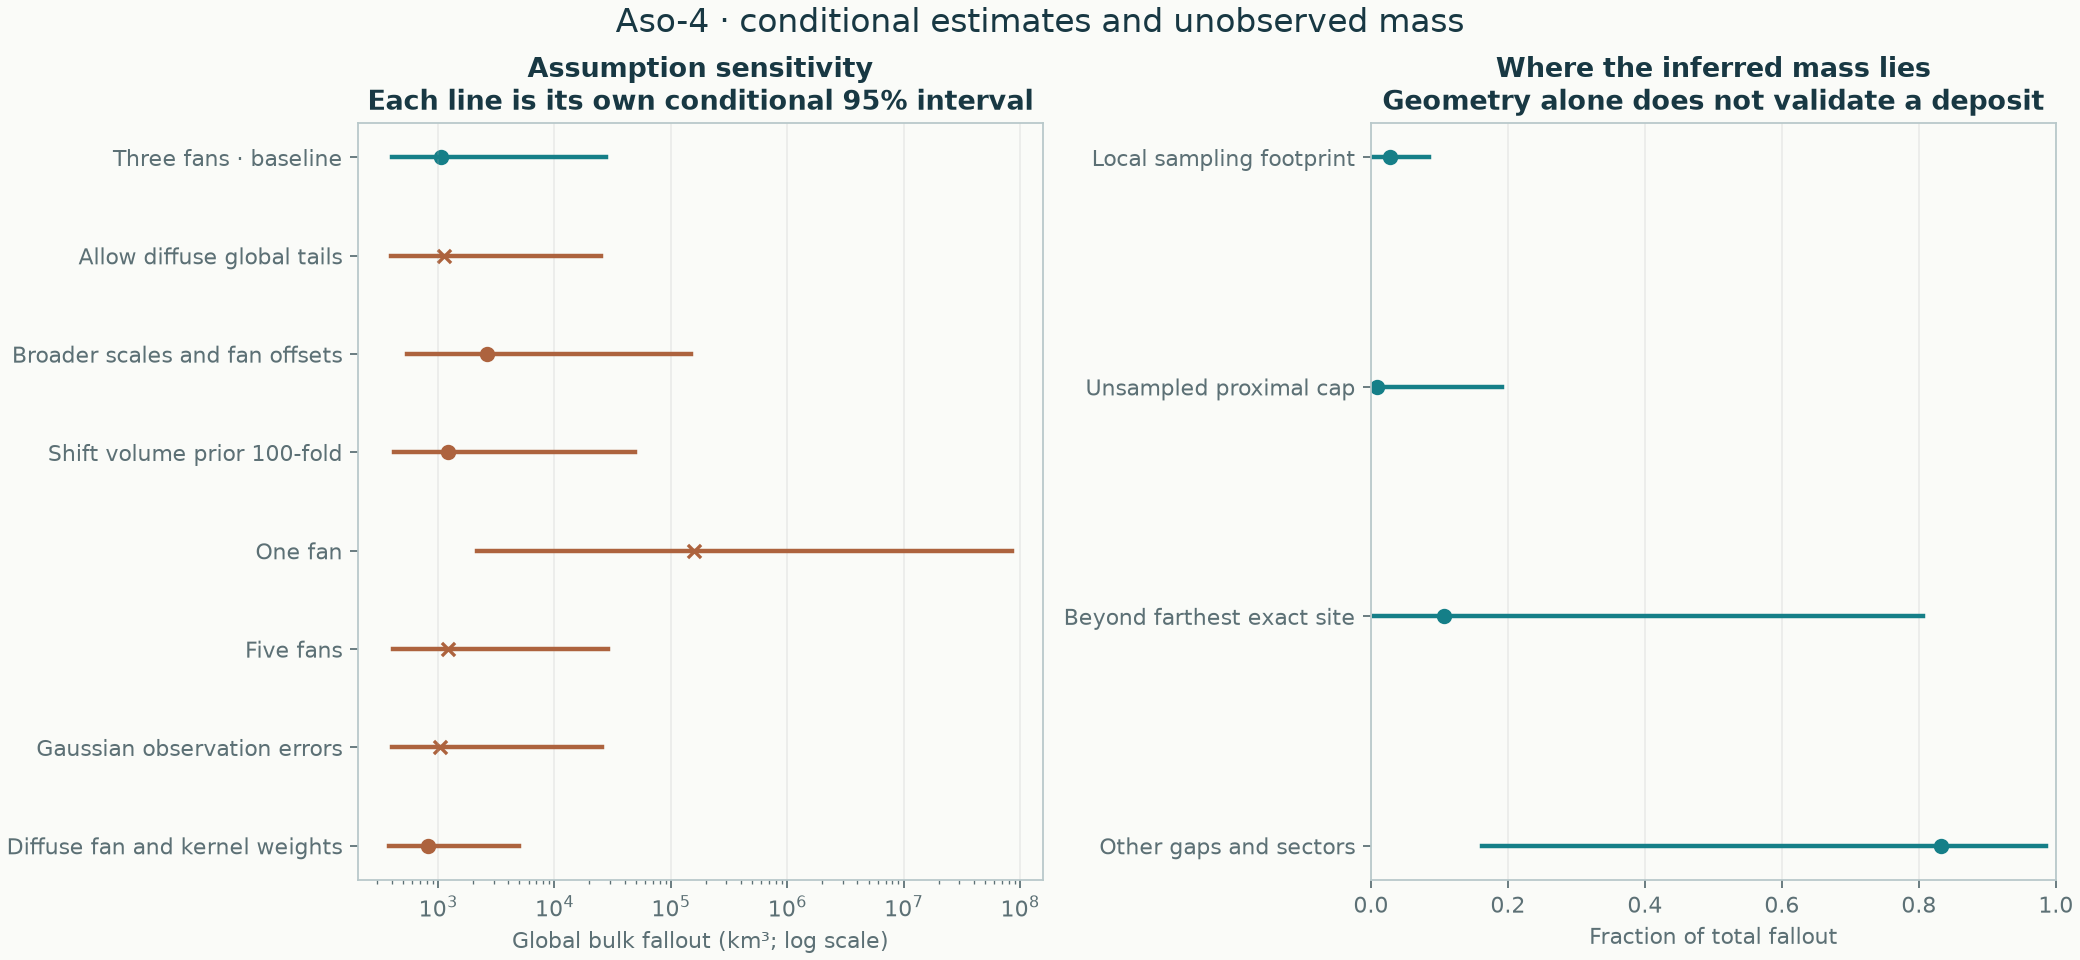 Aso-4 · conditional estimates and unobserved mass
Assumption sensitivity
Each line is its own conditional 95% interval
Three fans · baseline
Allow diffuse global tails
Broader scales and fan offsets
Shift volume prior 100-fold
One fan
Five fans
Gaussian observation errors
Diffuse fan and kernel weights
10³ 10⁴ 10⁵ 10⁶ 10⁷ 10⁸
Global bulk fallout (km³; log scale)
Where the inferred mass lies
Geometry alone does not validate a deposit
Local sampling footprint
Unsampled proximal cap
Beyond farthest exact site
Other gaps and sectors
0.0 0.2 0.4 0.6 0.8 1.0
Fraction of total fallout